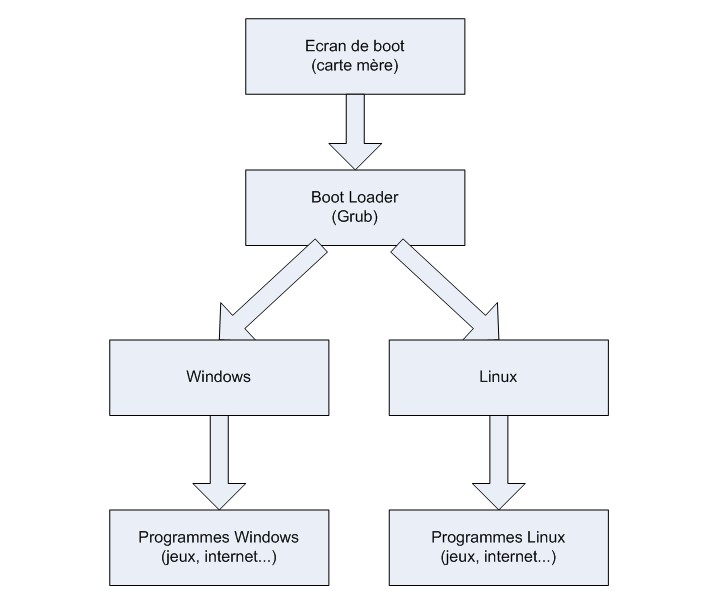 Ecran de boot
(carte mère)
Boot Loader
(Grub)
Windows
Linux
Programmes Windows
(jeux, internet...)
Programmes Linux
(jeux, internet...)